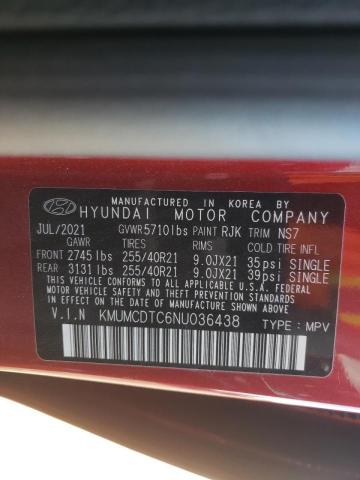 MANUFACTURED IN KOREA BY
HYUNDAI MOTOR COMPANY
JUL/2021 GVWR 5710lbs PAINT RJK TRIM NS7
GAWR TIRES RIMS COLD TIRE INFL
FRONT 2745 lbs 255/40R21 9.0JX21 35psi SINGLE
REAR 3131 lbs 255/40R21 9.0JX21 39psi SINGLE
THIS VEHICLE CONFORMS TO ALL APPLICABLE U.S.A FEDERAL
MOTOR VEHICLE SAFETY AND THEFT PREVENTION STANDARDS
IN EFFECT ON THE DATE OF MANUFACTURE SHOWN ABOVE.
V.I.N KMUMCDTC6NU036438 TYPE : MPV